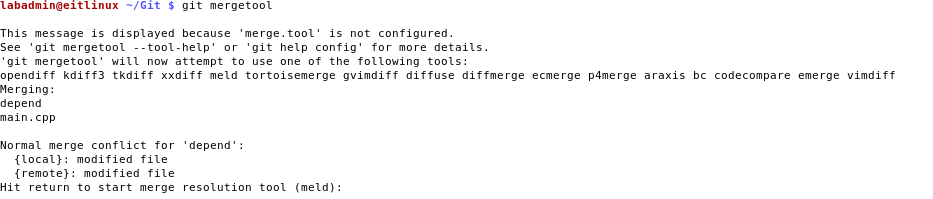 labadmin@eitlinux ~/Git $ git mergetool

This message is displayed because 'merge.tool' is not configured.
See 'git mergetool --tool-help' or 'git help config' for more details.
'git mergetool' will now attempt to use one of the following tools:
opendiff kdiff3 tkdiff xxdiff meld tortoisemerge gvimdiff diffuse diffmerge ecmerge p4merge araxis bc codecompare emerge vimdiff
Merging:
depend
main.cpp

Normal merge conflict for 'depend':
  {local}: modified file
  {remote}: modified file
Hit return to start merge resolution tool (meld):